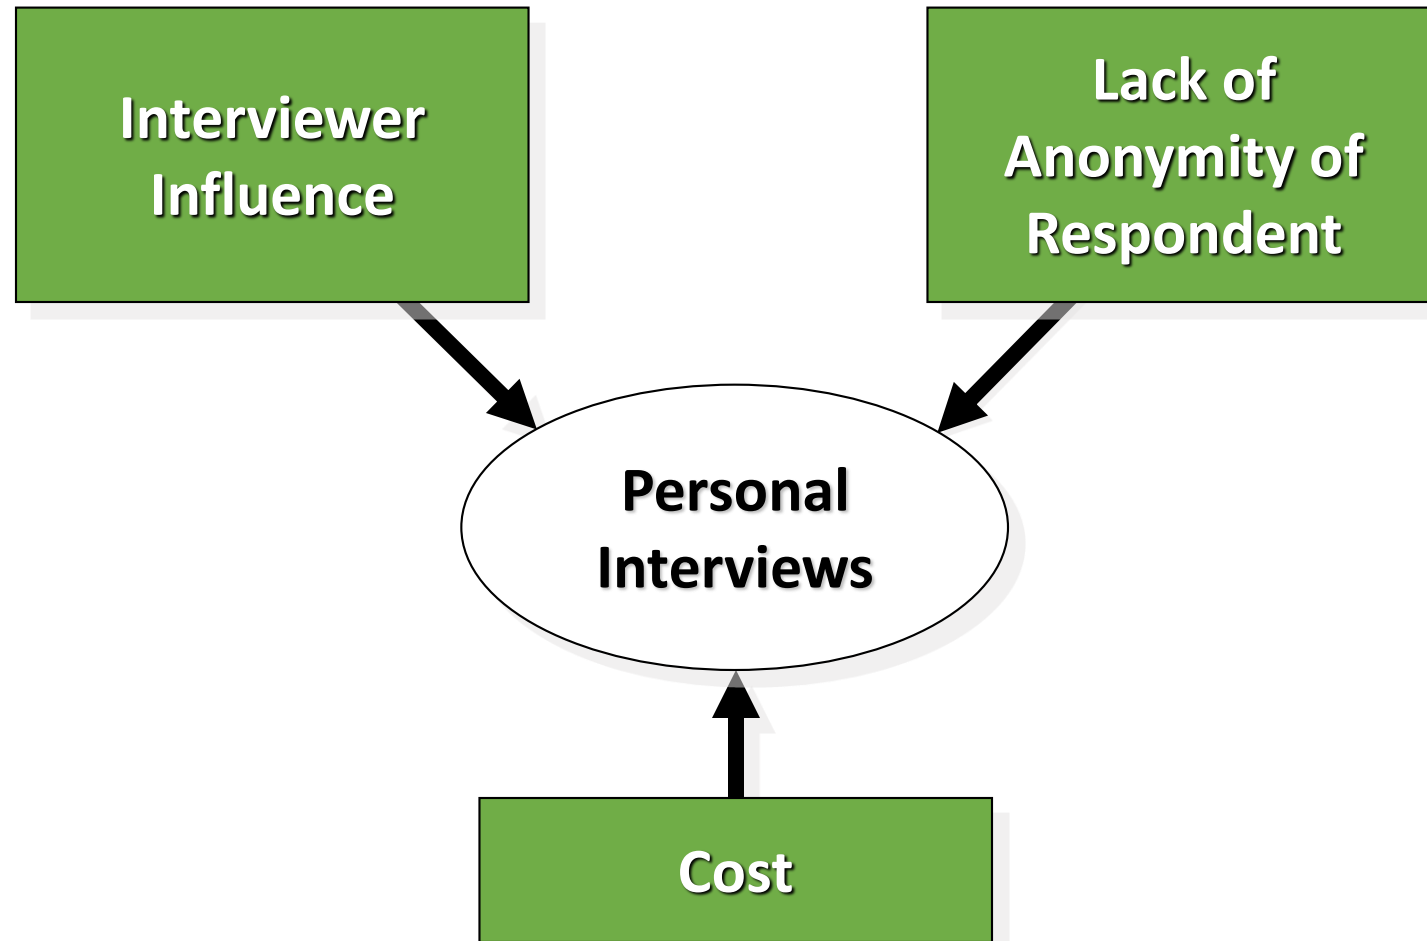 Interviewer
Influence
Lack of
Anonymity of
Respondent
Personal
Interviews
Cost